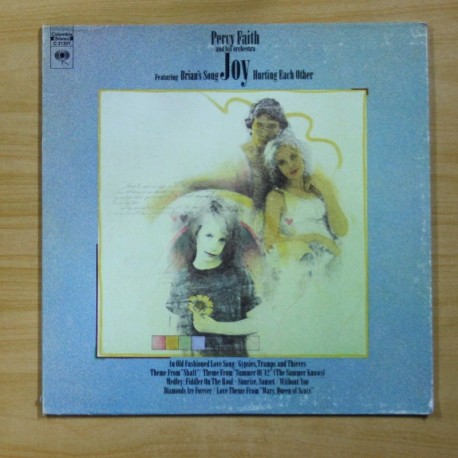 Columbia
Stereo
Percy Faith
and his orchestra
Joy
Featuring Brian's Song Hurting Each Other
An Old Fashioned Love Song / Gypsies, Tramps and Thieves
Theme From "Shaft" / Theme From "Summer Of '42" (The Summer Knows)
Medley: Fiddler On The Roof - Sunrise, Sunset / Without You
Diamonds Are Forever / Love Theme From "Mary, Queen of Scots"